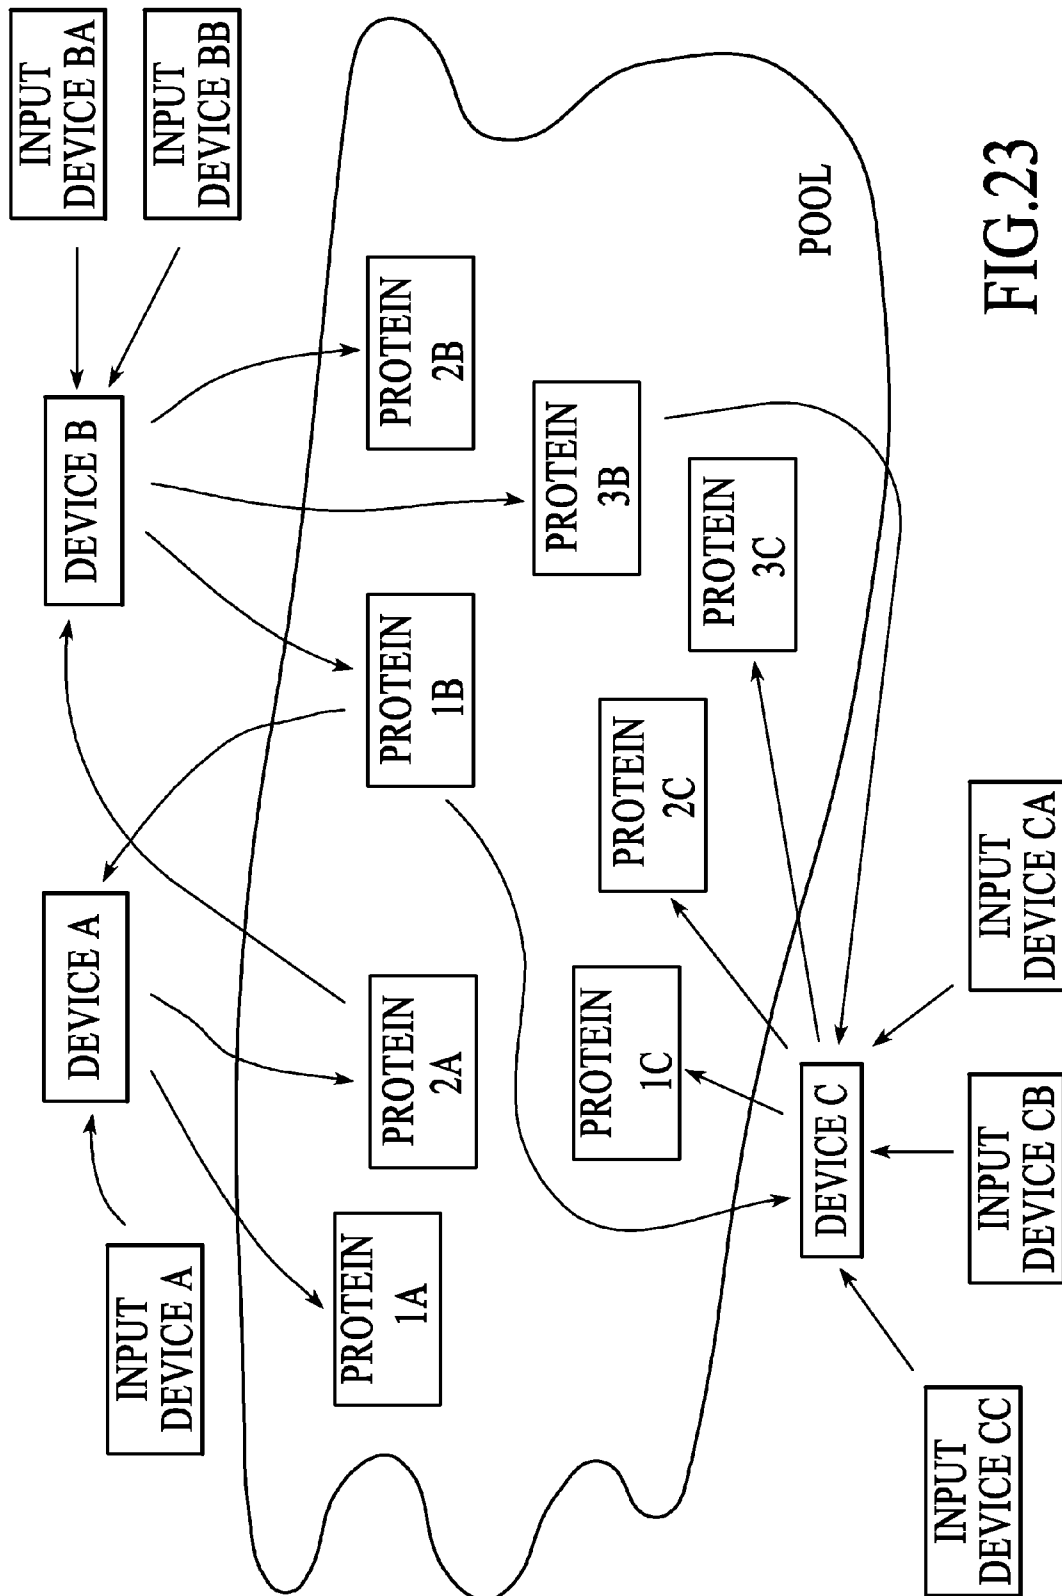 INPUT
DEVICE A
DEVICE A
DEVICE B
INPUT
DEVICE BA
INPUT
DEVICE BB
PROTEIN
1A
PROTEIN
2A
PROTEIN
1B
PROTEIN
2B
PROTEIN
3B
PROTEIN
1C
PROTEIN
2C
PROTEIN
3C
POOL
DEVICE C
INPUT
DEVICE CC
INPUT
DEVICE CB
INPUT
DEVICE CA
FIG.23